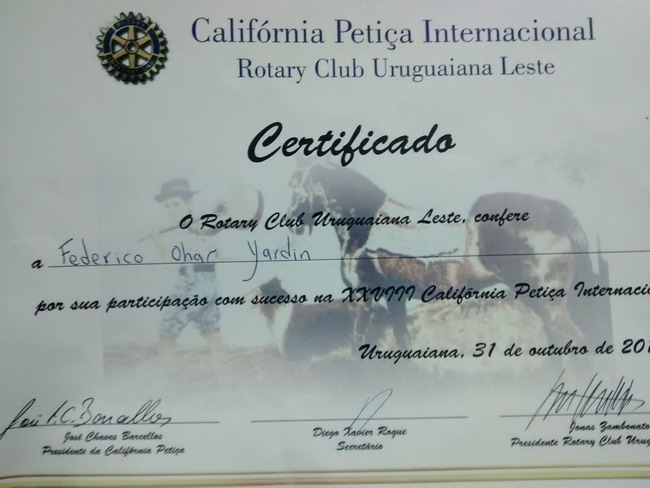 Califórnia Petiça Internacional
Rotary Club Uruguaiana Leste
Certificado
O Rotary Club Uruguaiana Leste, confere
a Federico Ohar Yardin
por sua participação com sucesso na XXVIII Califórnia Petiça Internacio
Uruguaiana, 31 de outubro de 20
José Chaves Barcellos
Presidente da Califórnia Petiça
Diego Xavier Roque
Secretário
Jonas Zambonato
Presidente Rotary Club Urug